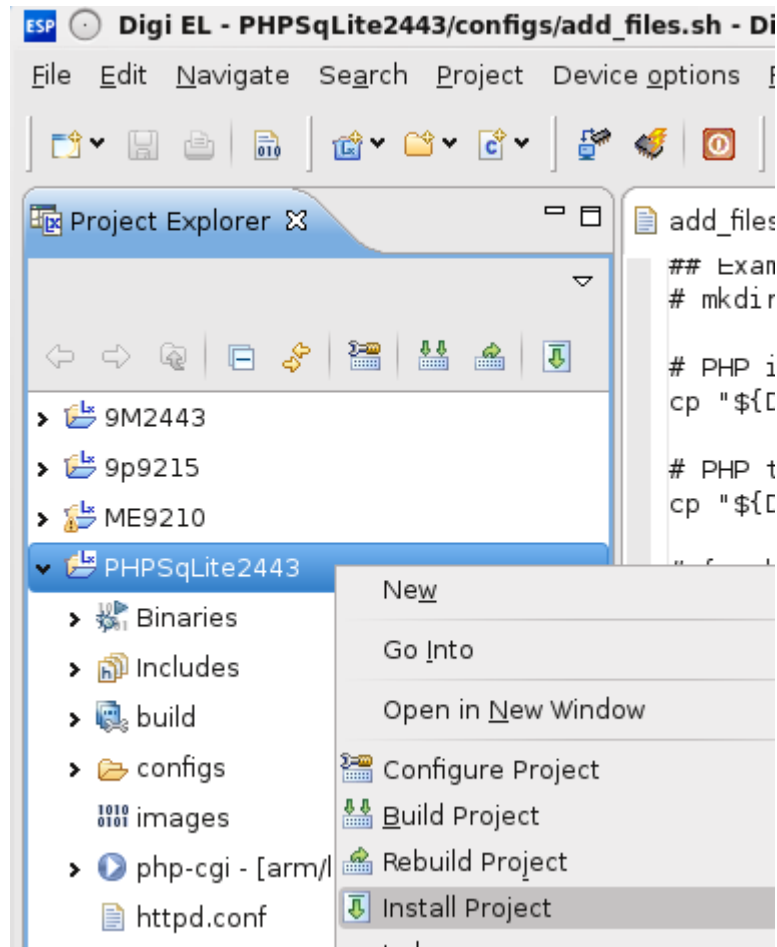 ESP Digi EL - PHPSqLite2443/configs/add_files.sh - Di
File Edit Navigate Search Project Device options
010 Lx c
Project Explorer
add_files
## Exam
# mkdir
# PHP i
cp "${D
# PHP t
cp "${D
9M2443
9p9215
ME9210
PHPSqLite2443
Binaries
Includes
build
configs
images
php-cgi - [arm/l
httpd.conf
New
Go Into
Open in New Window
Configure Project
Build Project
Rebuild Project
Install Project